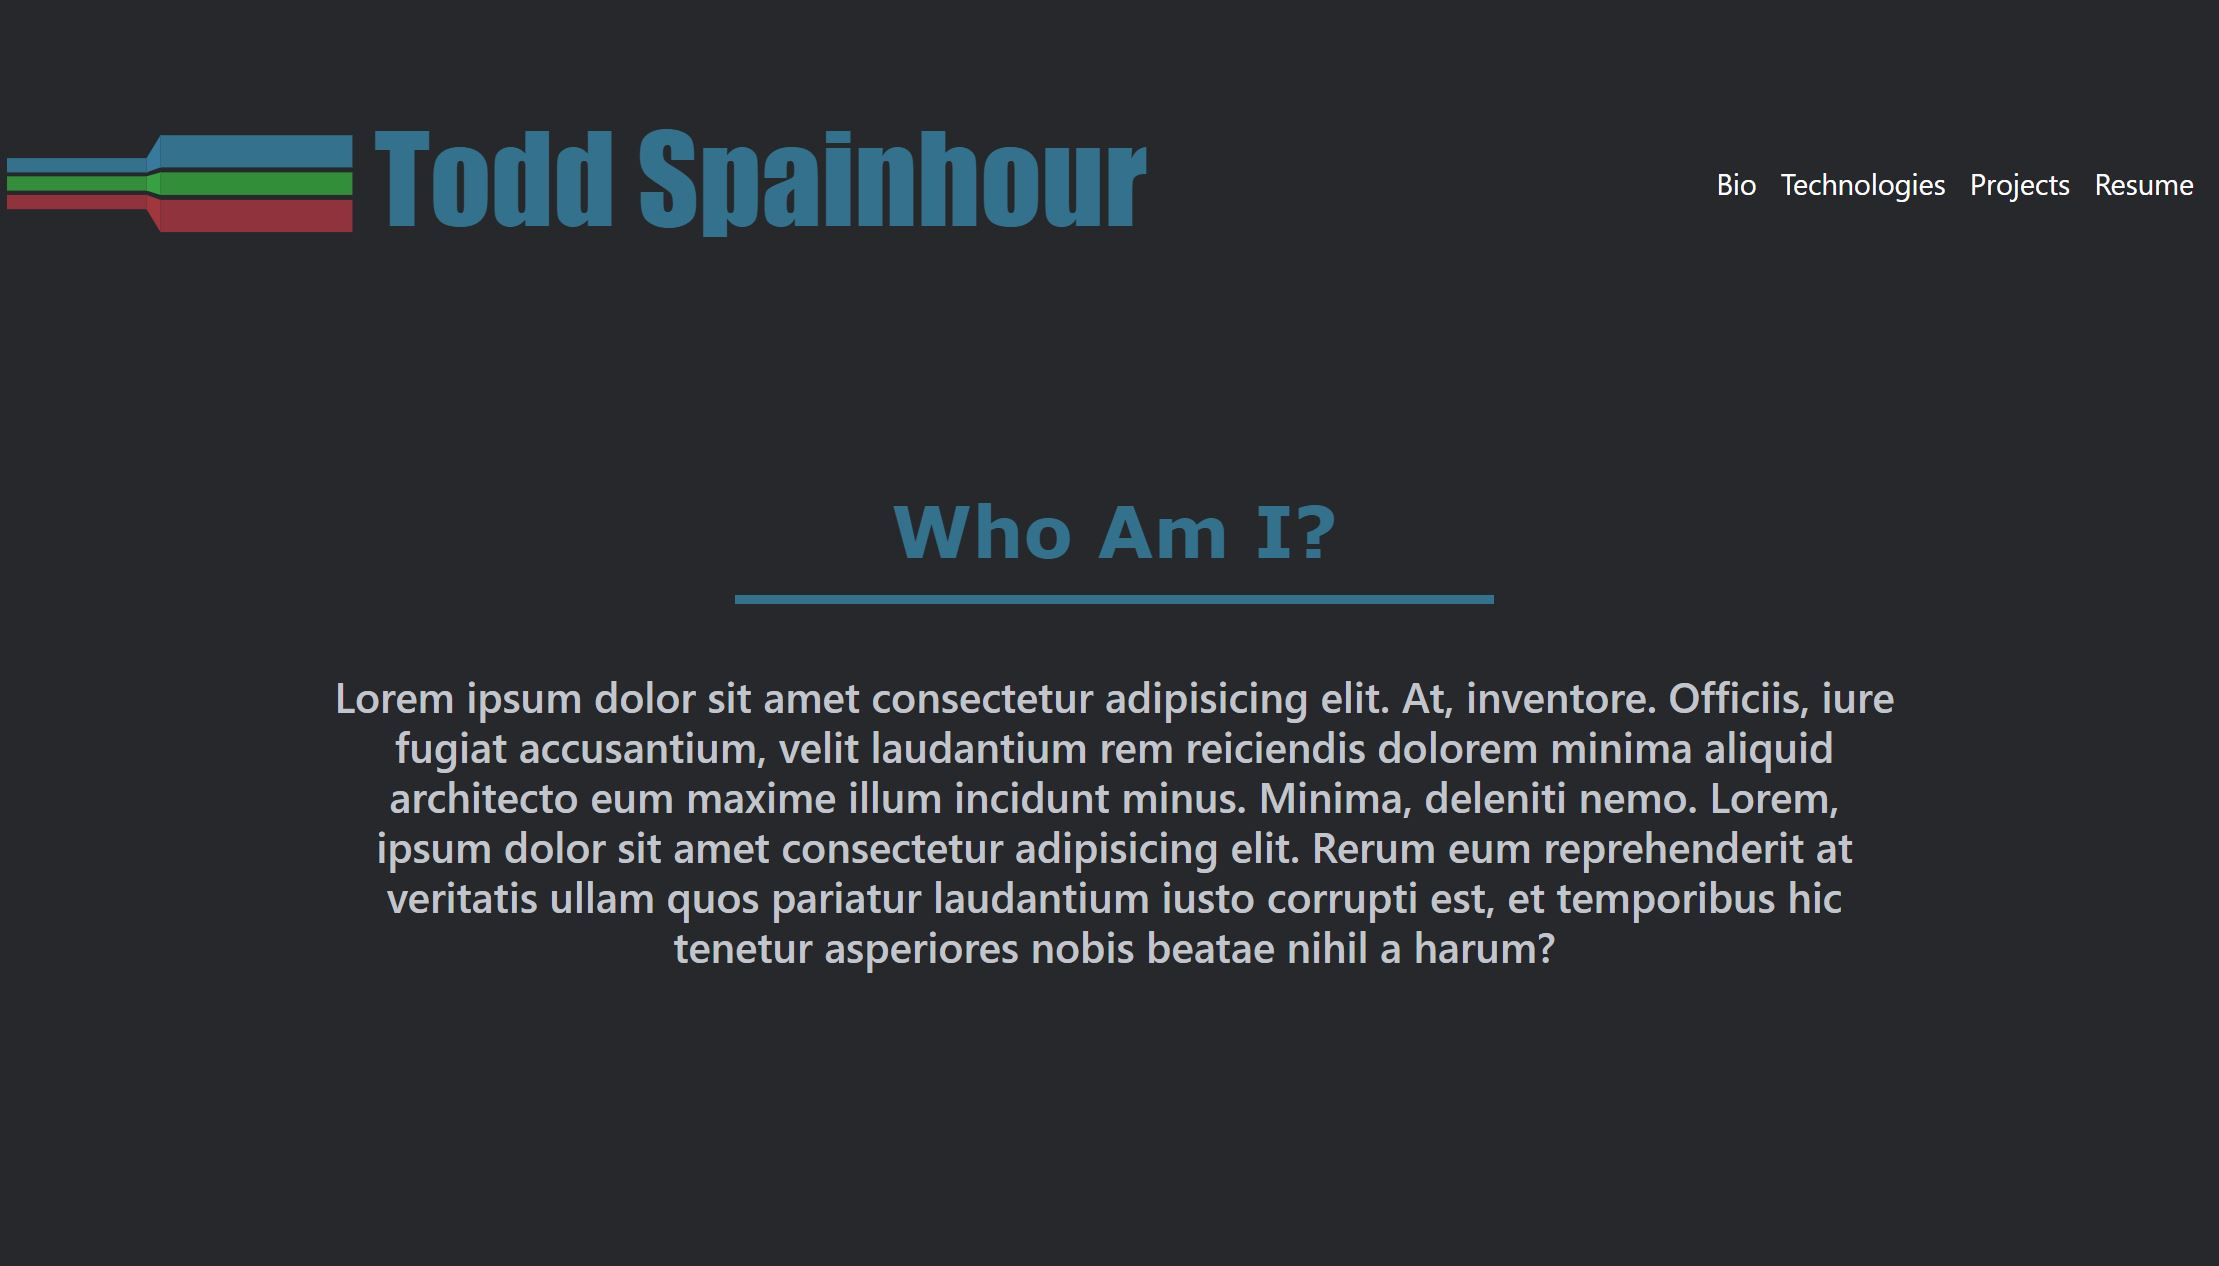 Todd Spainhour
Bio Technologies Projects Resume
Who Am I?
Lorem ipsum dolor sit amet consectetur adipisicing elit. At, inventore. Officiis, iure
fugiat accusantium, velit laudantium rem reiciendis dolorem minima aliquid
architecto eum maxime illum incidunt minus. Minima, deleniti nemo. Lorem,
ipsum dolor sit amet consectetur adipisicing elit. Rerum eum reprehenderit at
veritatis ullam quos pariatur laudantium iusto corrupti est, et temporibus hic
tenetur asperiores nobis beatae nihil a harum?